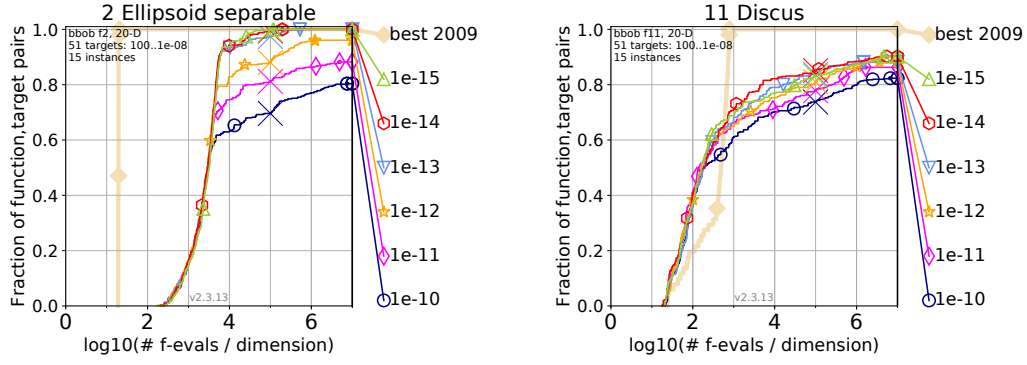 2 Ellipsoid separable
bbob f2, 20-D
51 targets: 100..1e-08
15 instances
Fraction of function,target pairs
1.0
0.8
0.6
0.4
0.2
0.0
0
2
4
6
v2.3.13
log10(# f-evals / dimension)
best 2009
1e-15
1e-14
1e-13
1e-12
1e-11
1e-10
11 Discus
bbob f11, 20-D
51 targets: 100..1e-08
15 instances
Fraction of function,target pairs
1.0
0.8
0.6
0.4
0.2
0.0
0
2
4
6
v2.3.13
log10(# f-evals / dimension)
best 2009
1e-15
1e-14
1e-13
1e-12
1e-11
1e-10